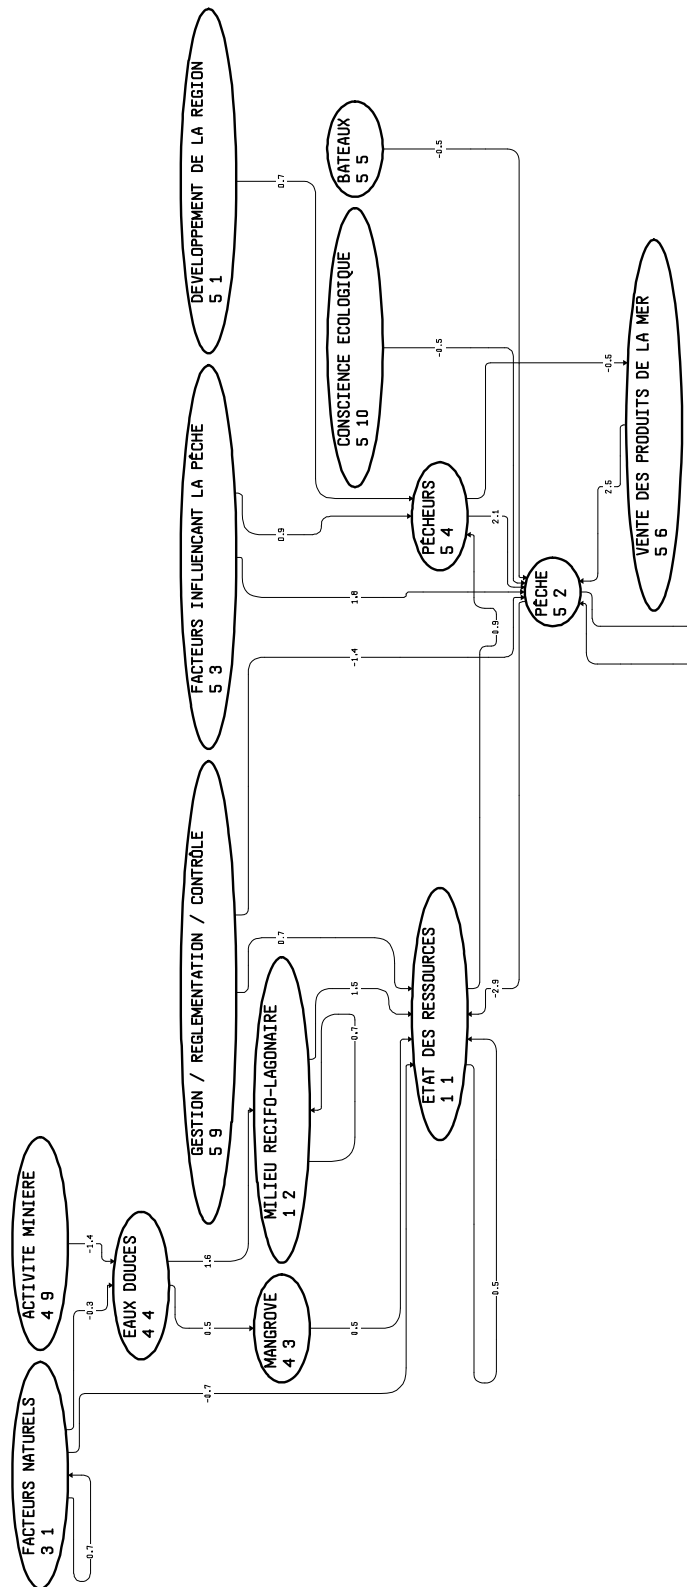 FACTEURS NATURELS
3 1
ACTIVITE MINIERE
4 9
0.7
-0.3
-1.4
EAUX DOUCES
4 4
-0.7
0.5
1.6
GESTION / REGLEMENTATION / CONTRÔLE
5 9
FACTEURS INFLUENCANT LA PÊCHE
5 3
DEVELOPPEMENT DE LA REGION
5 1
MANGROVE
4 3
MILIEU RECIFO-LAGONAIRE
1 2
0.7
0.9
0.7
0.5
0.7
1.5
-1.4
1.8
CONSCIENCE ECOLOGIQUE
5 10
BATEAUX
5 5
ETAT DES RESSOURCES
1 1
PÊCHEURS
5 4
-0.5
-0.5
0.5
-2.9
0.9
2.1
PÊCHE
5 2
2.5
-0.5
VENTE DES PRODUITS DE LA MER
5 6